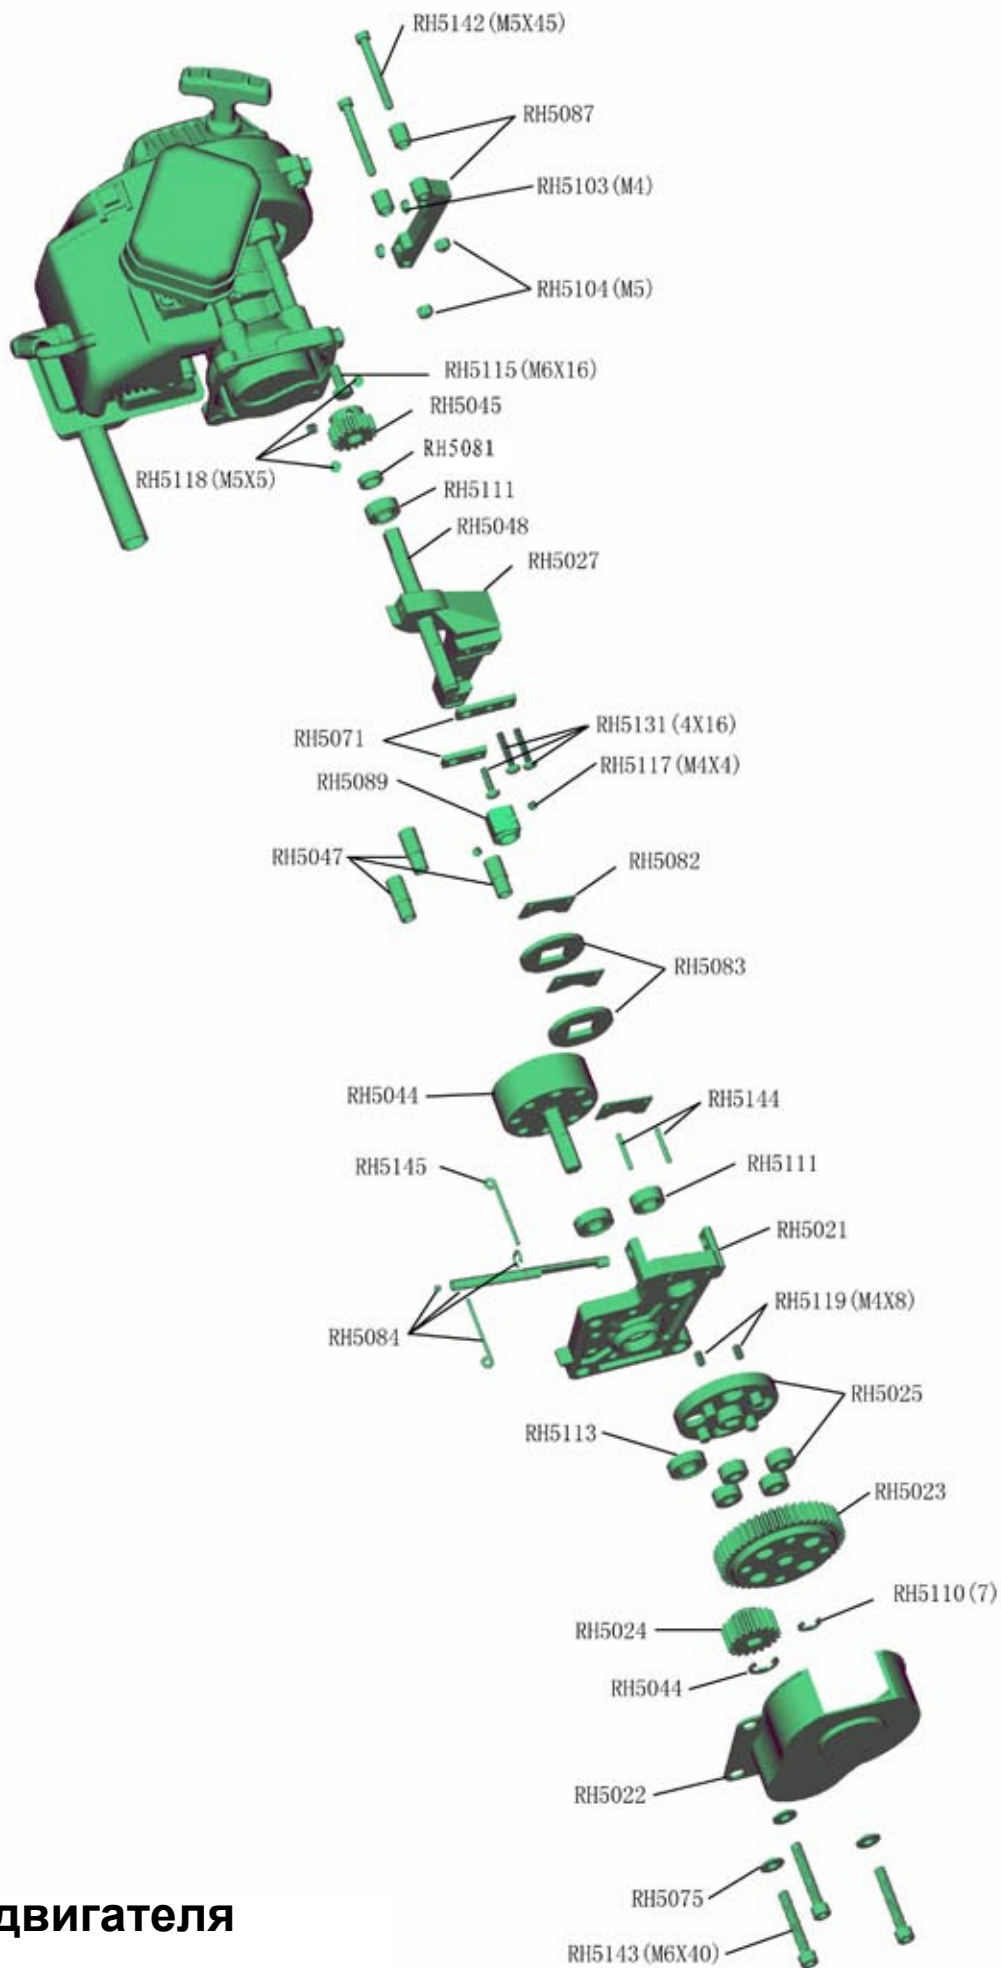 RH5142(M5X45)
RH5087
RH5103(M4)
RH5104(M5)
RH5115(M6X16)
RH5045
RH5081
RH5118(M5X5)
RH5111
RH5048
RH5027
RH5071
RH5131(4X16)
RH5117(M4X4)
RH5089
RH5047
RH5082
RH5083
RH5044
RH5144
RH5145
RH5111
RH5021
RH5084
RH5119(M4X8)
RH5025
RH5113
RH5023
RH5110(7)
RH5024
RH5044
RH5022
RH5075
двигателя
RH5143(M6X40)